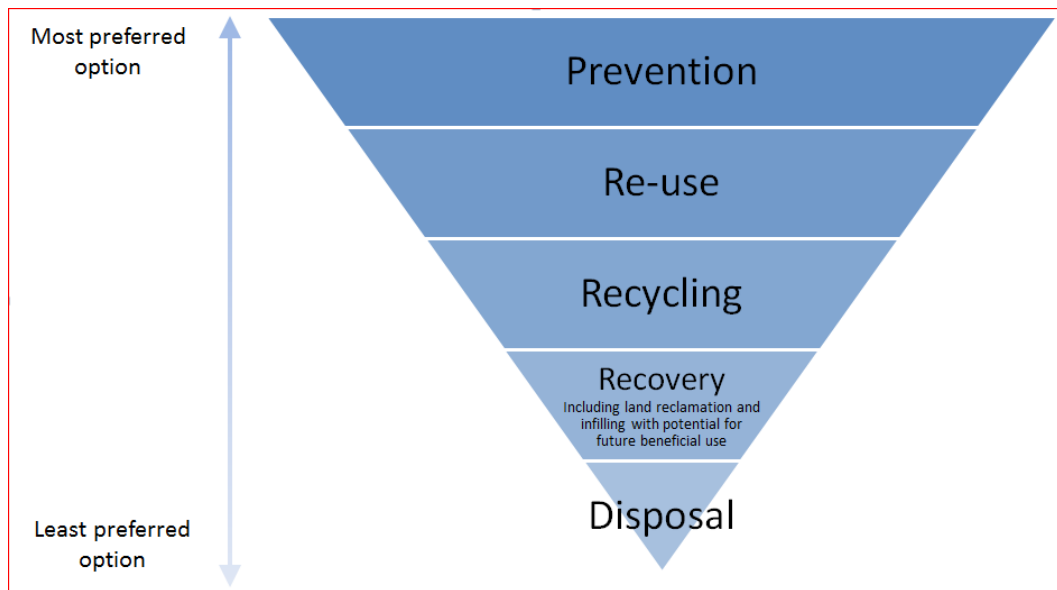 Most preferred
option
Prevention
Re-use
Recycling
Recovery
Including land reclamation and
infilling with potential for
future beneficial use
Disposal
Least preferred
option